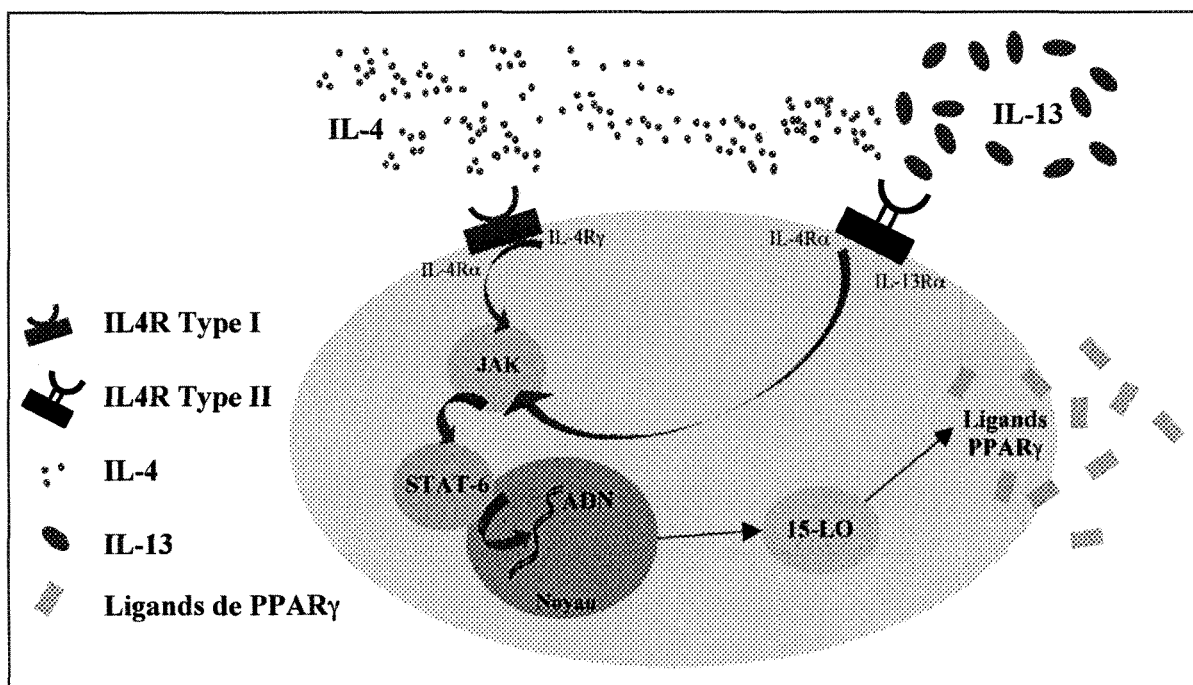 IL-4
IL-13
IL-4Rγ
IL-4Rα
IL-4Rα
IL-13Rα
JAK
STAT-6
ADN
Noyau
15-LO
Ligands
PPARγ
IL4R Type I
IL4R Type II
IL-4
IL-13
Ligands de PPARγ